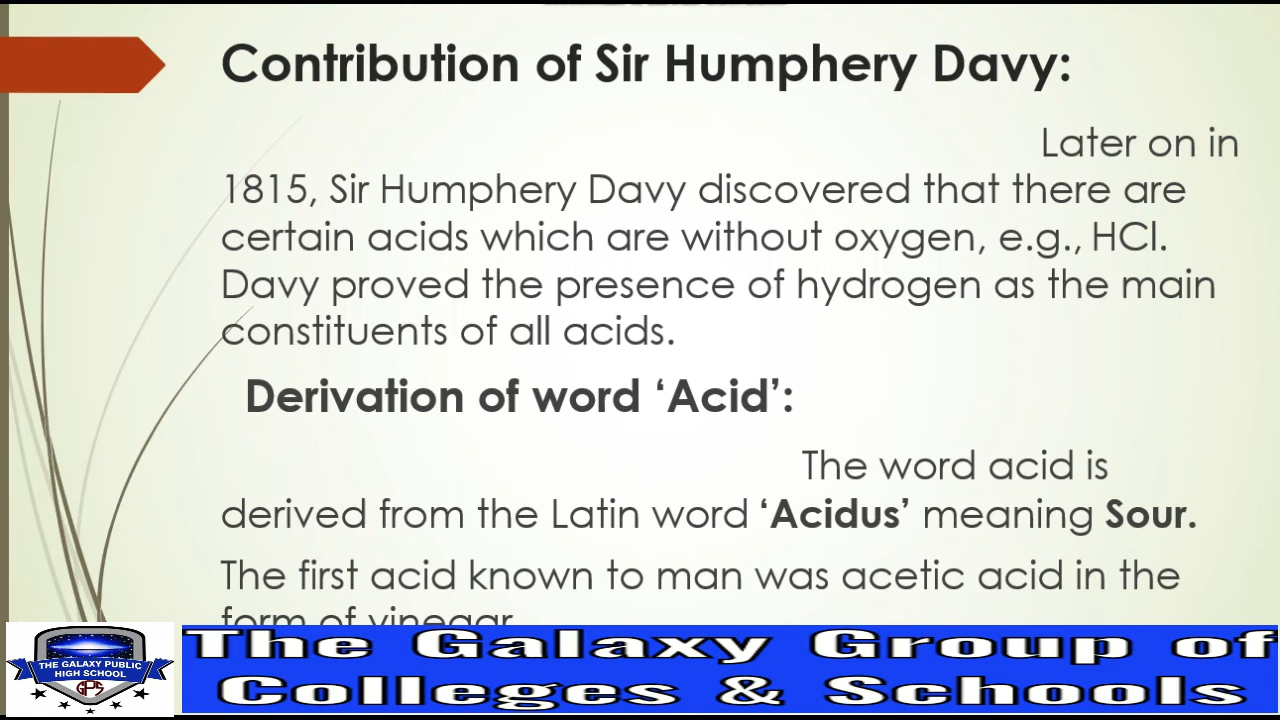 Contribution of Sir Humphery Davy:
Later on in
1815, Sir Humphery Davy discovered that there are
certain acids which are without oxygen, e.g., HCl.
Davy proved the presence of hydrogen as the main
constituents of all acids.
Derivation of word ‘Acid’:
The word acid is
derived from the Latin word ‘Acidus’ meaning Sour.
The first acid known to man was acetic acid in the
form of vinegar
THE GALAXY PUBLIC
HIGH SCHOOL
GPS
The Galaxy Group of
Colleges & Schools